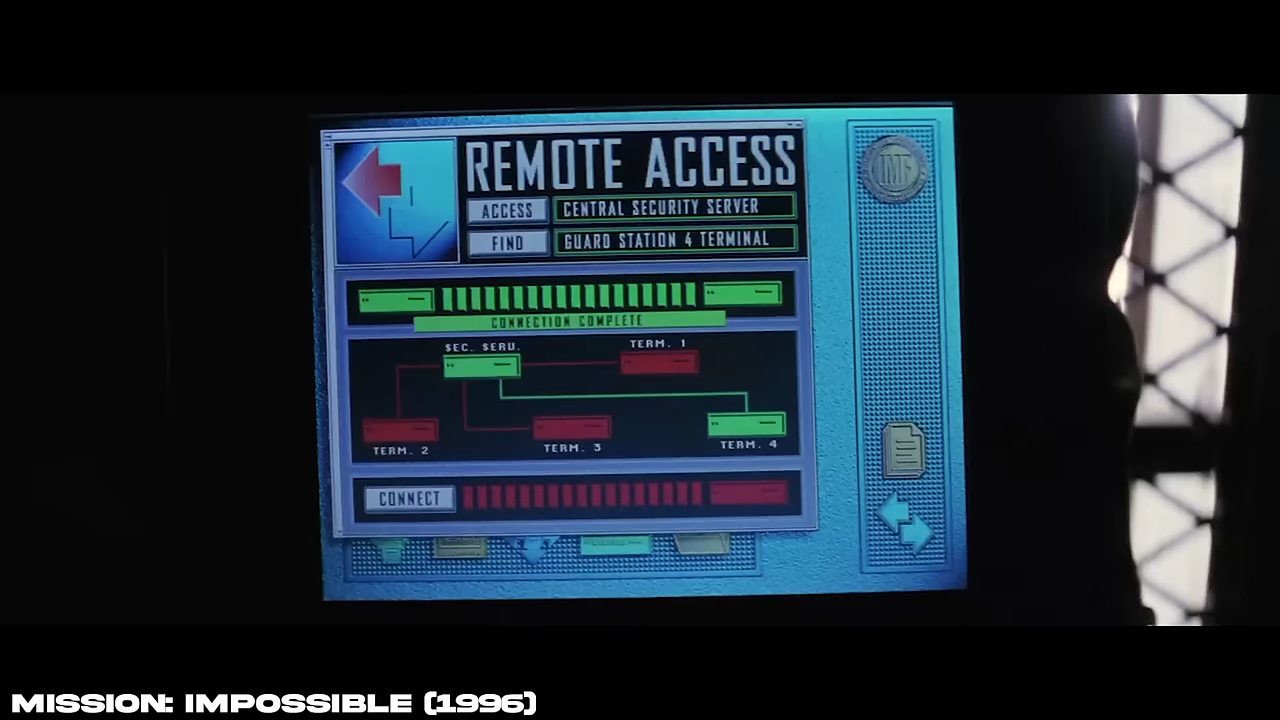 REMOTE ACCESS
ACCESS CENTRAL SECURITY SERVER
FIND GUARD STATION 4 TERMINAL
IMF
CONNECTION COMPLETE
SEC. SERV.
TERM. 1
TERM. 2
TERM. 3
TERM. 4
CONNECT
MISSION: IMPOSSIBLE (1996)